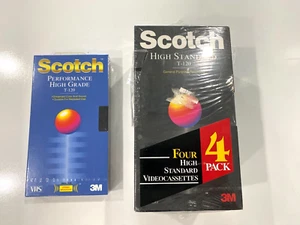 Scotch
PERFORMANCE
HIGH GRADE
T-120
VHS
3M
Scotch
HIGH STANDARD
T-120
4
PACK
FOUR
HIGH-
STANDARD
VIDEOCASSETTES
3M